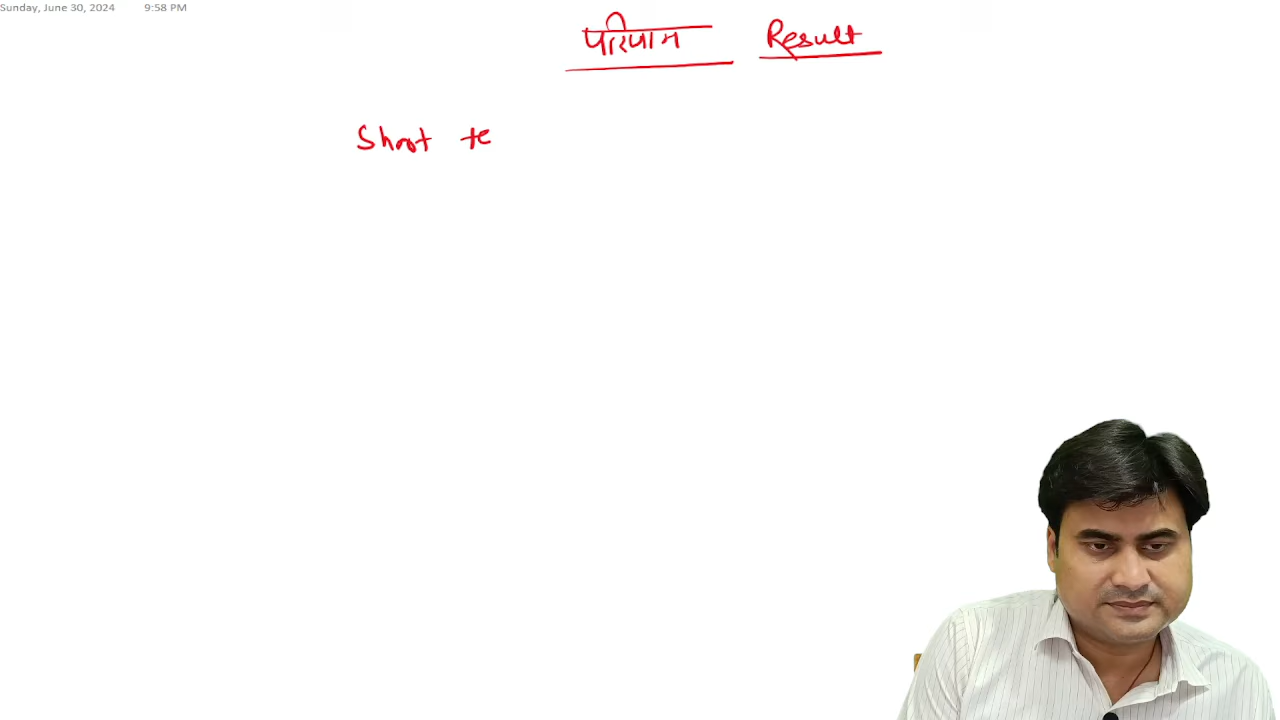 Sunday, June 30, 2024 9:58 PM
परिणाम Result
Short te